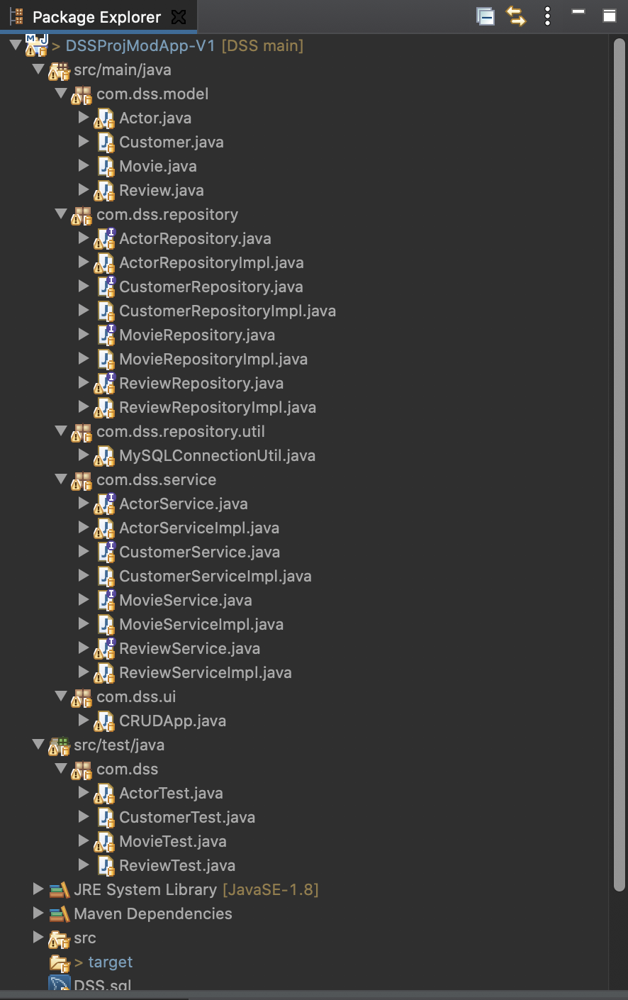 Package Explorer
> DSSProjModApp-V1 [DSS main]
src/main/java
com.dss.model
Actor.java
Customer.java
Movie.java
Review.java
com.dss.repository
ActorRepository.java
ActorRepositoryImpl.java
CustomerRepository.java
CustomerRepositoryImpl.java
MovieRepository.java
MovieRepositoryImpl.java
ReviewRepository.java
ReviewRepositoryImpl.java
com.dss.repository.util
MySQLConnectionUtil.java
com.dss.service
ActorService.java
ActorServiceImpl.java
CustomerService.java
CustomerServiceImpl.java
MovieService.java
MovieServiceImpl.java
ReviewService.java
ReviewServiceImpl.java
com.dss.ui
CRUDApp.java
src/test/java
com.dss
ActorTest.java
CustomerTest.java
MovieTest.java
ReviewTest.java
JRE System Library [JavaSE-1.8]
Maven Dependencies
src
> target
DSS.sql